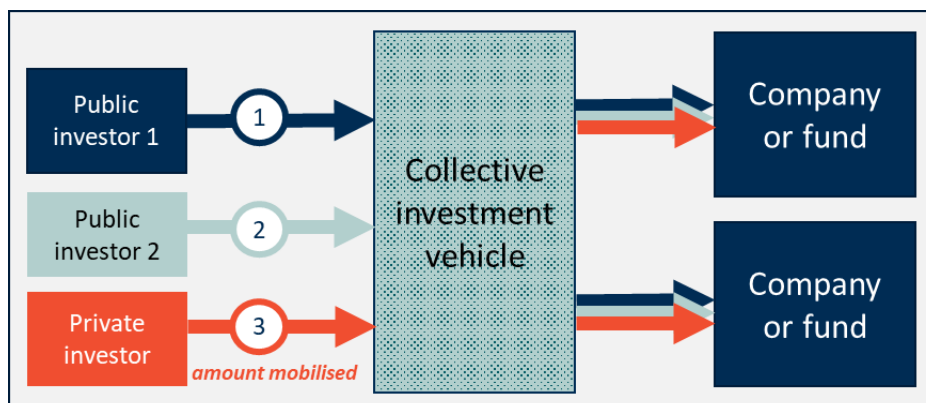 Public
investor 1
1
Public
investor 2
2
Private
investor
3
amount mobilised
Collective
investment
vehicle
Company
or fund
Company
or fund